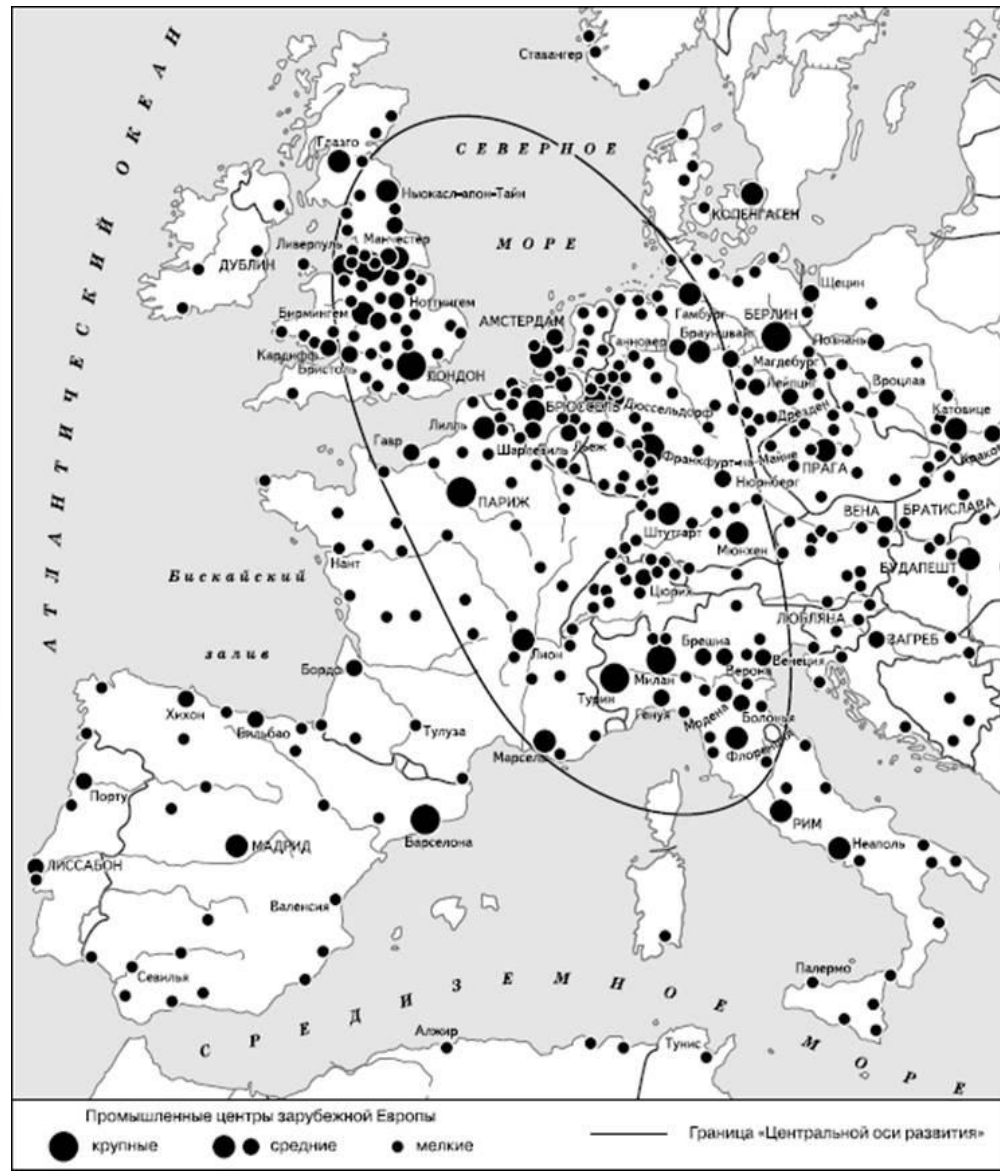 АТЛАНТИЧЕСКИЙ ОКЕАН
Ставангер
СЕВЕРНОЕ
МОРЕ
Глазго
Ньюкасл-апон-Тайн
КОПЕНГАГЕН
Ливерпуль
Манчестер
ДУБЛИН
Ноттингем
Бирмингем
Кардифф
Бристоль
ЛОНДОН
АМСТЕРДАМ
Гамбург
Щецин
БЕРЛИН
Ганновер
Брауншвайг
Магдебург
Познань
Лейпциг
Вроцлав
Дрезден
БРЮССЕЛЬ
Дюссельдорф
Катовице
Лилль
Гавр
Шарлевиль
Льеж
Франкфурт-на-Майне
ПРАГА
Краков
ПАРИЖ
Нюрнберг
Штутгарт
ВЕНА
БРАТИСЛАВА
Мюнхен
БУДАПЕШТ
Нант
Бискайский
залив
Цюрих
ЛЮБЛЯНА
ЗАГРЕБ
Лион
Брешиа
Верона
Венеция
Бордо
Турин
Милан
Генуя
Модена
Болонья
Флоренция
Хихон
Бильбао
Тулуза
Марсель
Порту
РИМ
Неаполь
МАДРИД
Барселона
ЛИССАБОН
Валенсия
Севилья
Палермо
СРЕДИЗЕМНОЕ МОРЕ
Алжир
Тунис
Промышленные центры зарубежной Европы
крупные
средние
мелкие
Граница «Центральной оси развития»